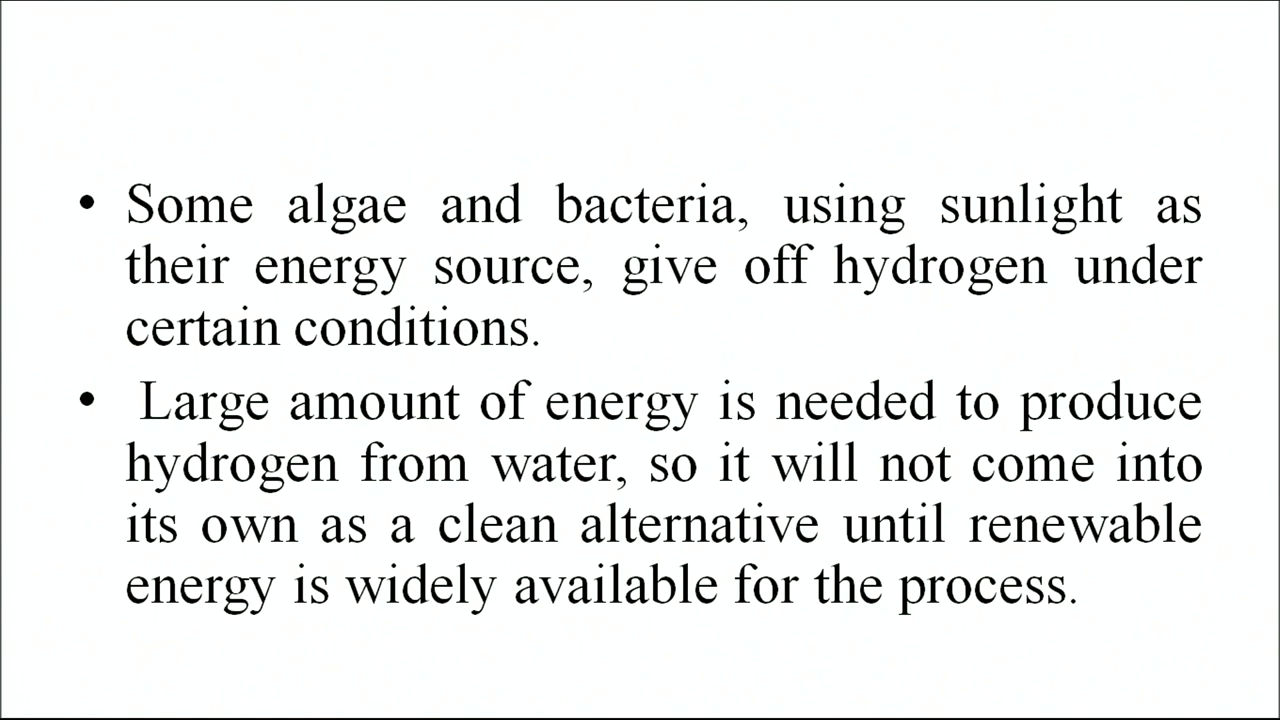 • Some algae and bacteria, using sunlight as
their energy source, give off hydrogen under
certain conditions.
• Large amount of energy is needed to produce
hydrogen from water, so it will not come into
its own as a clean alternative until renewable
energy is widely available for the process.